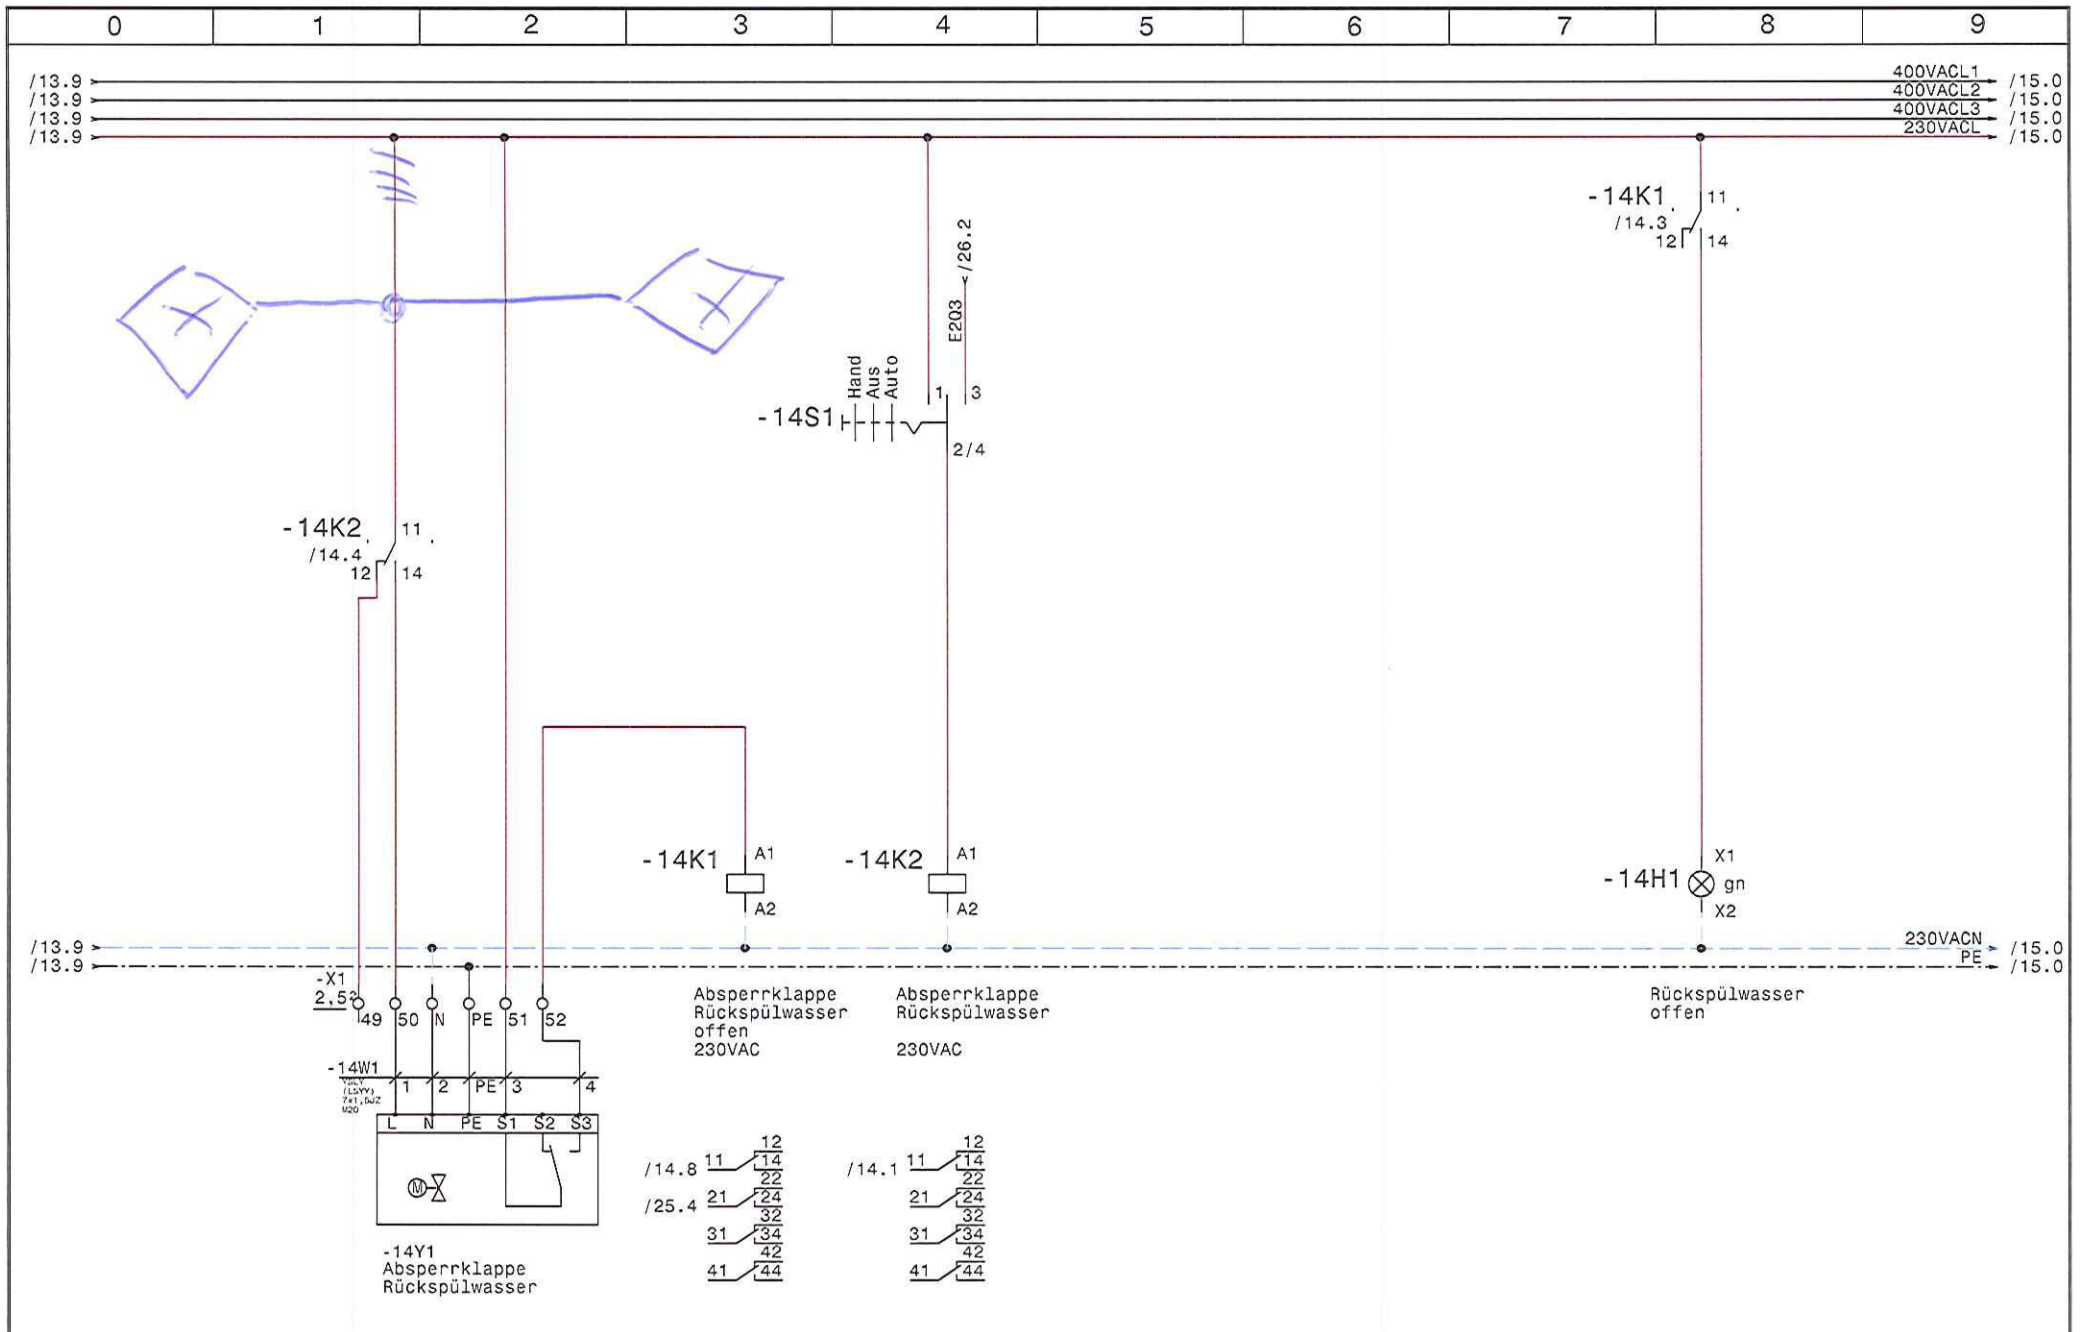 0 1 2 3 4 5 6 7 8 9
/13.9 400VACL1 /15.0
/13.9 400VACL2 /15.0
/13.9 400VACL3 /15.0
/13.9 230VACL /15.0
-14K1 11
/14.3
12 14
/26.2
E2Q3
Hand
Aus
Auto
1 3
-14S1
2/4
-14K2 11
/14.4
12 14
-14K1 A1
A2
-14K2 A1
A2
X1
-14H1 gn
X2
/13.9 230VACN /15.0
/13.9 PE /15.0
-X1
2,5²
49 50 N PE 51 52
Absperrklappe
Rückspülwasser
offen
230VAC
Absperrklappe
Rückspülwasser
230VAC
Rückspülwasser
offen
-14W1
1 2 PE 3 4
L N PE S1 S2 S3
M
-14Y1
Absperrklappe
Rückspülwasser
12
/14.8 11 14
22
/25.4 21 24
32
31 34
42
41 44
12
/14.1 11 14
22
21 24
32
31 34
42
41 44